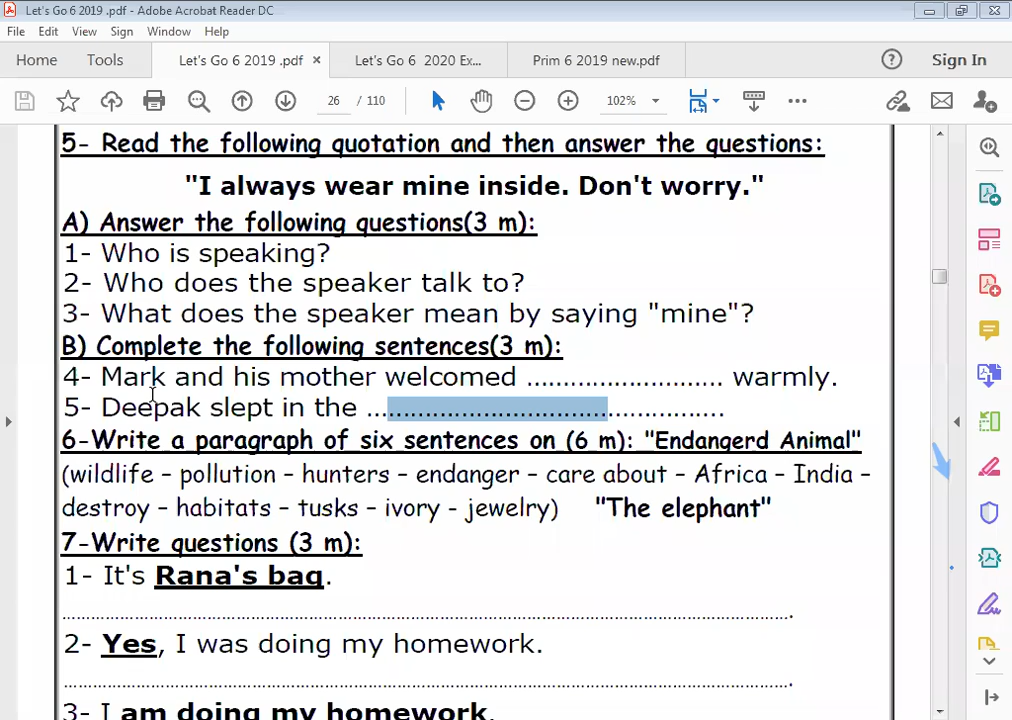 Let's Go 6 2019 .pdf - Adobe Acrobat Reader DC
File Edit View Sign Window Help
Home Tools Let's Go 6 2019 .pdf × Let's Go 6 2020 Ex... Prim 6 2019 new.pdf Sign In
26 / 110 102%
5- Read the following quotation and then answer the questions:
"I always wear mine inside. Don't worry."
A) Answer the following questions(3 m):
1- Who is speaking?
2- Who does the speaker talk to?
3- What does the speaker mean by saying "mine"?
B) Complete the following sentences(3 m):
4- Mark and his mother welcomed ........................... warmly.
5- Deepak slept in the .................................................
6-Write a paragraph of six sentences on (6 m): "Endangerd Animal"
(wildlife – pollution – hunters – endanger – care about – Africa – India –
destroy – habitats – tusks – ivory - jewelry) "The elephant"
7-Write questions (3 m):
1- It's Rana's bag.
...........................................................................................................
2- Yes, I was doing my homework.
...........................................................................................................
3- I am doing my homework.